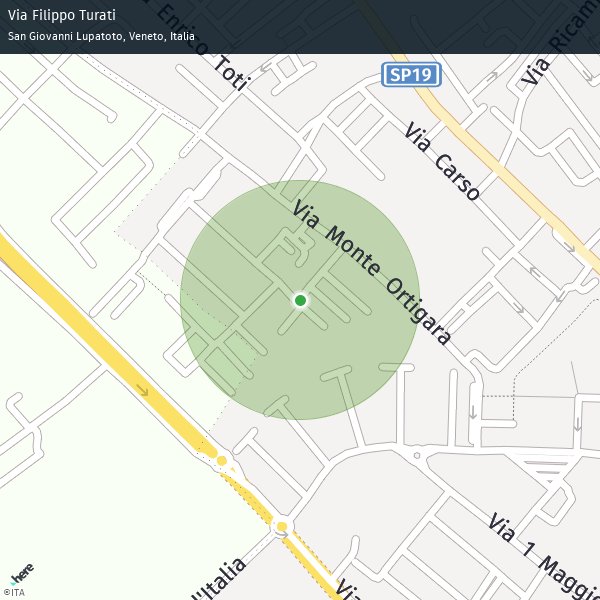 Via Filippo Turati
San Giovanni Lupatoto, Veneto, Italia
Enrico Toti
Via Ricam
SP19
Via Carso
Via Monte Ortigara
Via 1 Maggio
l'Italia
Via
here
©ITA